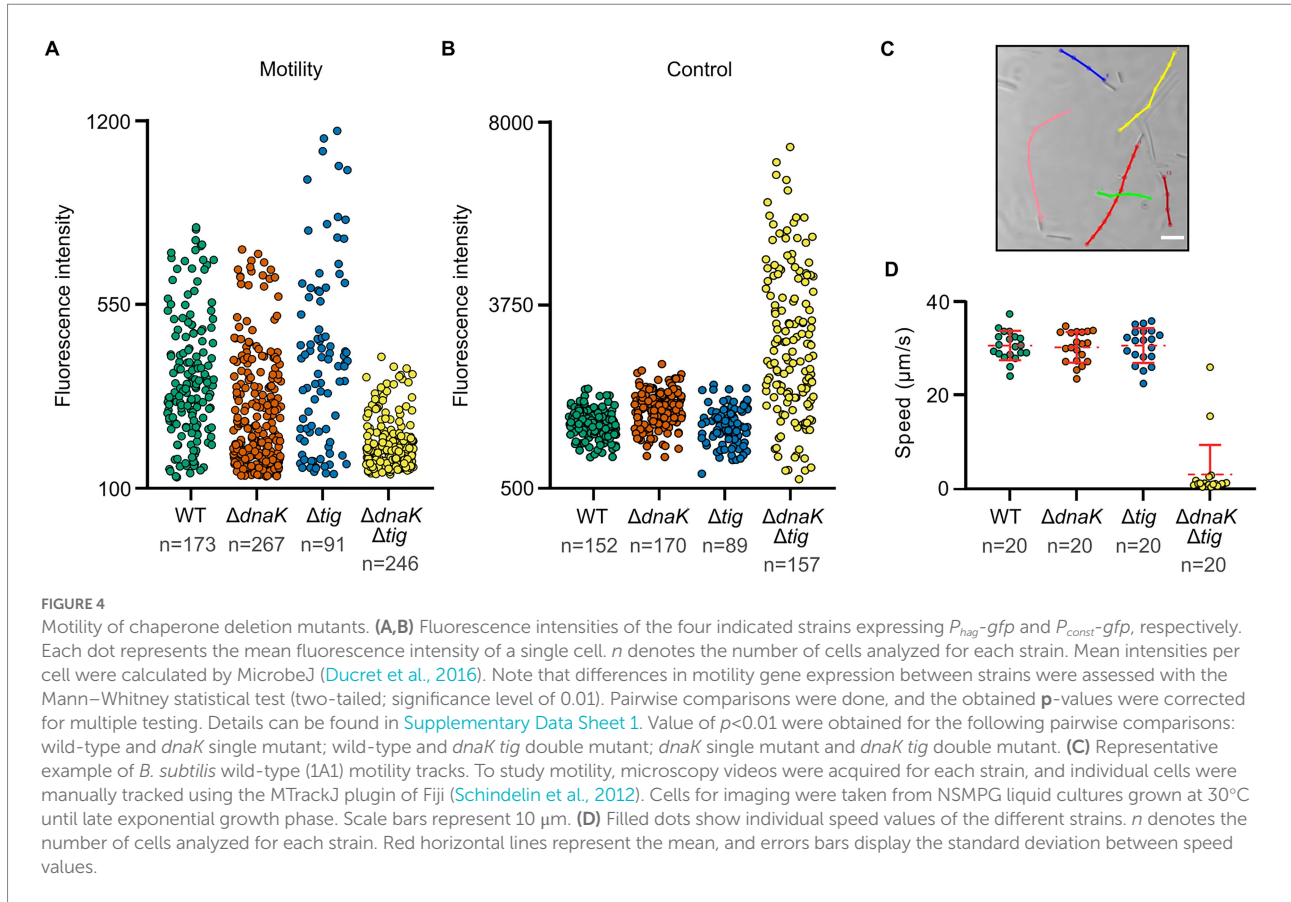 A
Motility
Fluorescence intensity
1200
550
100
WT
ΔdnaK
Δtig
ΔdnaK
Δtig
n=173
n=267
n=91
n=246
B
Control
Fluorescence intensity
8000
3750
500
WT
ΔdnaK
Δtig
ΔdnaK
Δtig
n=152
n=170
n=89
n=157
C
D
Speed (µm/s)
40
20
0
WT
ΔdnaK
Δtig
ΔdnaK
Δtig
n=20
n=20
n=20
n=20
FIGURE 4
Motility of chaperone deletion mutants. (A,B) Fluorescence intensities of the four indicated strains expressing Phag-gfp and Pconst-gfp, respectively.
Each dot represents the mean fluorescence intensity of a single cell. n denotes the number of cells analyzed for each strain. Mean intensities per
cell were calculated by MicrobeJ (Ducret et al., 2016). Note that differences in motility gene expression between strains were assessed with the
Mann–Whitney statistical test (two-tailed; significance level of 0.01). Pairwise comparisons were done, and the obtained p-values were corrected
for multiple testing. Details can be found in Supplementary Data Sheet 1. Value of p<0.01 were obtained for the following pairwise comparisons:
wild-type and dnaK single mutant; wild-type and dnaK tig double mutant; dnaK single mutant and dnaK tig double mutant. (C) Representative
example of B. subtilis wild-type (1A1) motility tracks. To study motility, microscopy videos were acquired for each strain, and individual cells were
manually tracked using the MTrackJ plugin of Fiji (Schindelin et al., 2012). Cells for imaging were taken from NSMPG liquid cultures grown at 30°C
until late exponential growth phase. Scale bars represent 10 μm. (D) Filled dots show individual speed values of the different strains. n denotes the
number of cells analyzed for each strain. Red horizontal lines represent the mean, and errors bars display the standard deviation between speed
values.